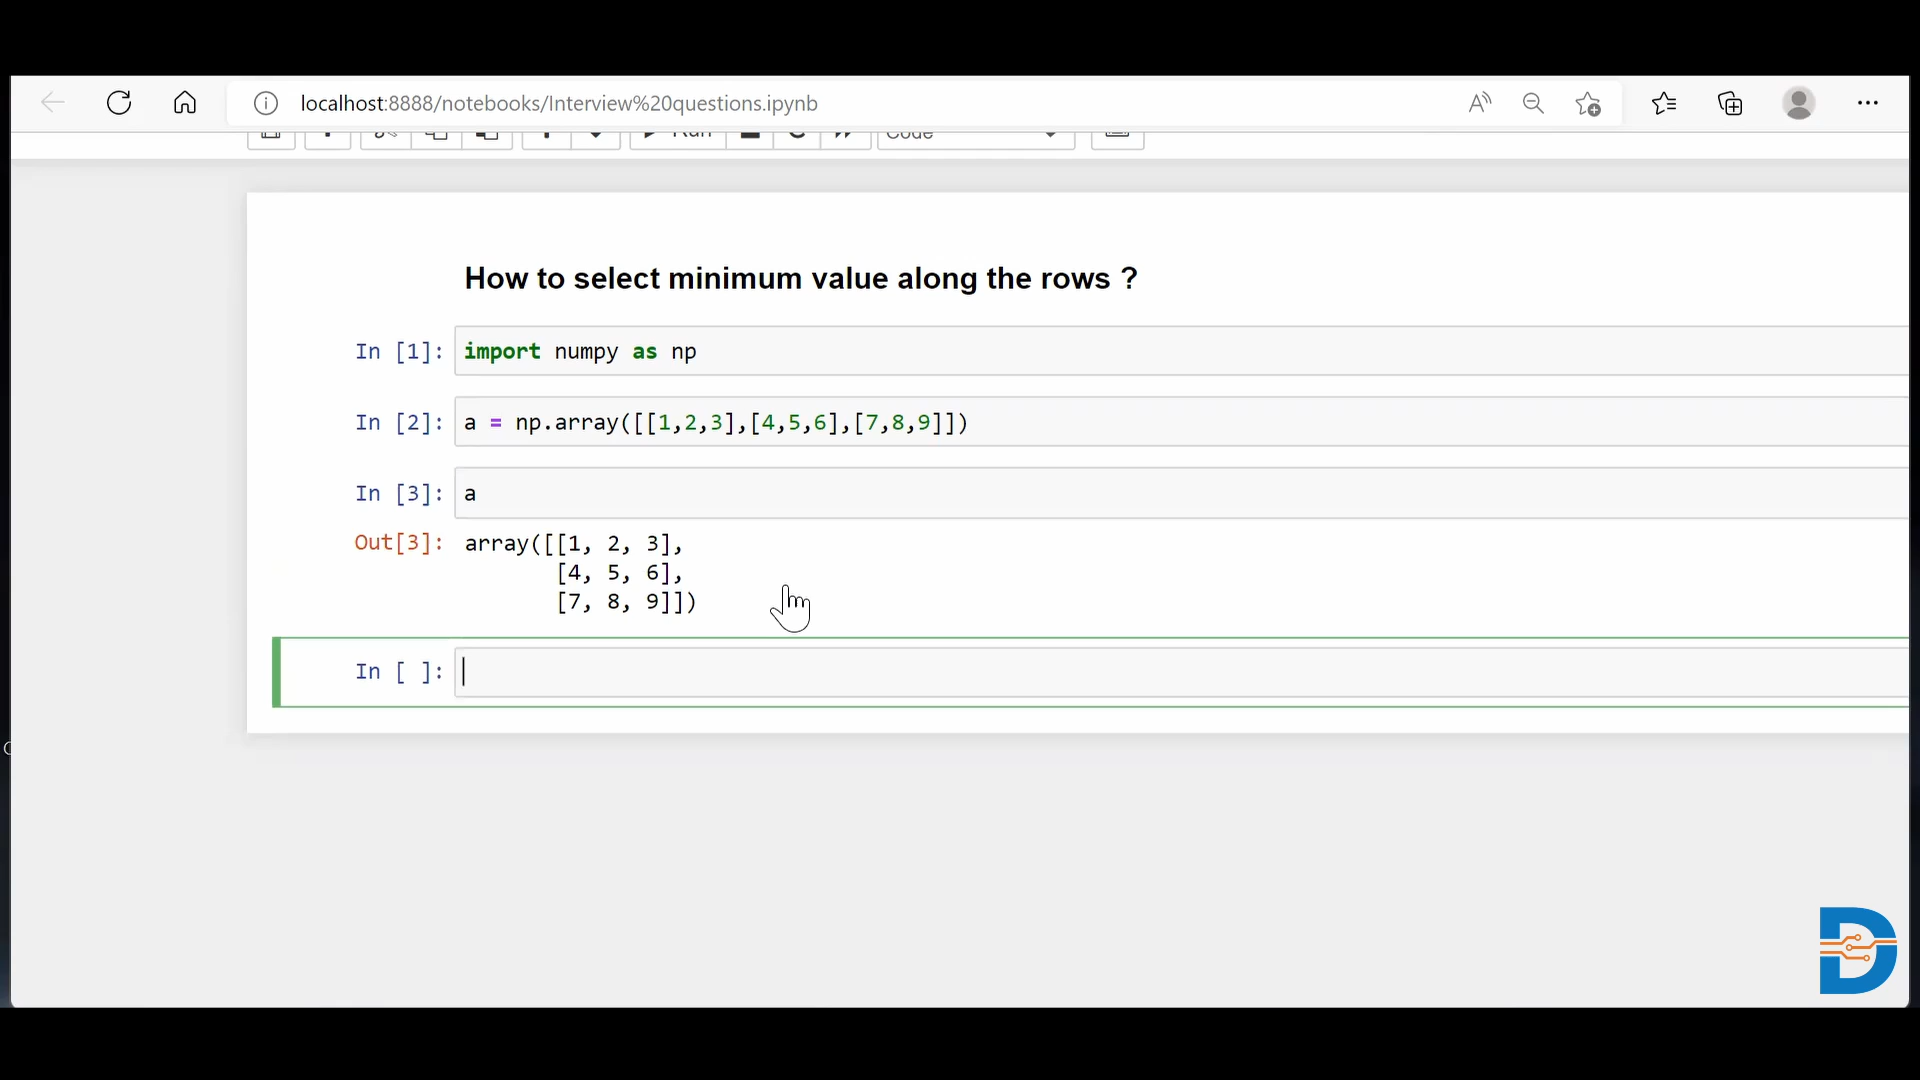 localhost:8888/notebooks/Interview%20questions.ipynb
Run Code
How to select minimum value along the rows ?
In [1]: import numpy as np
In [2]: a = np.array([[1,2,3],[4,5,6],[7,8,9]])
In [3]: a
Out[3]: array([[1, 2, 3],
[4, 5, 6],
[7, 8, 9]])
In [ ]: